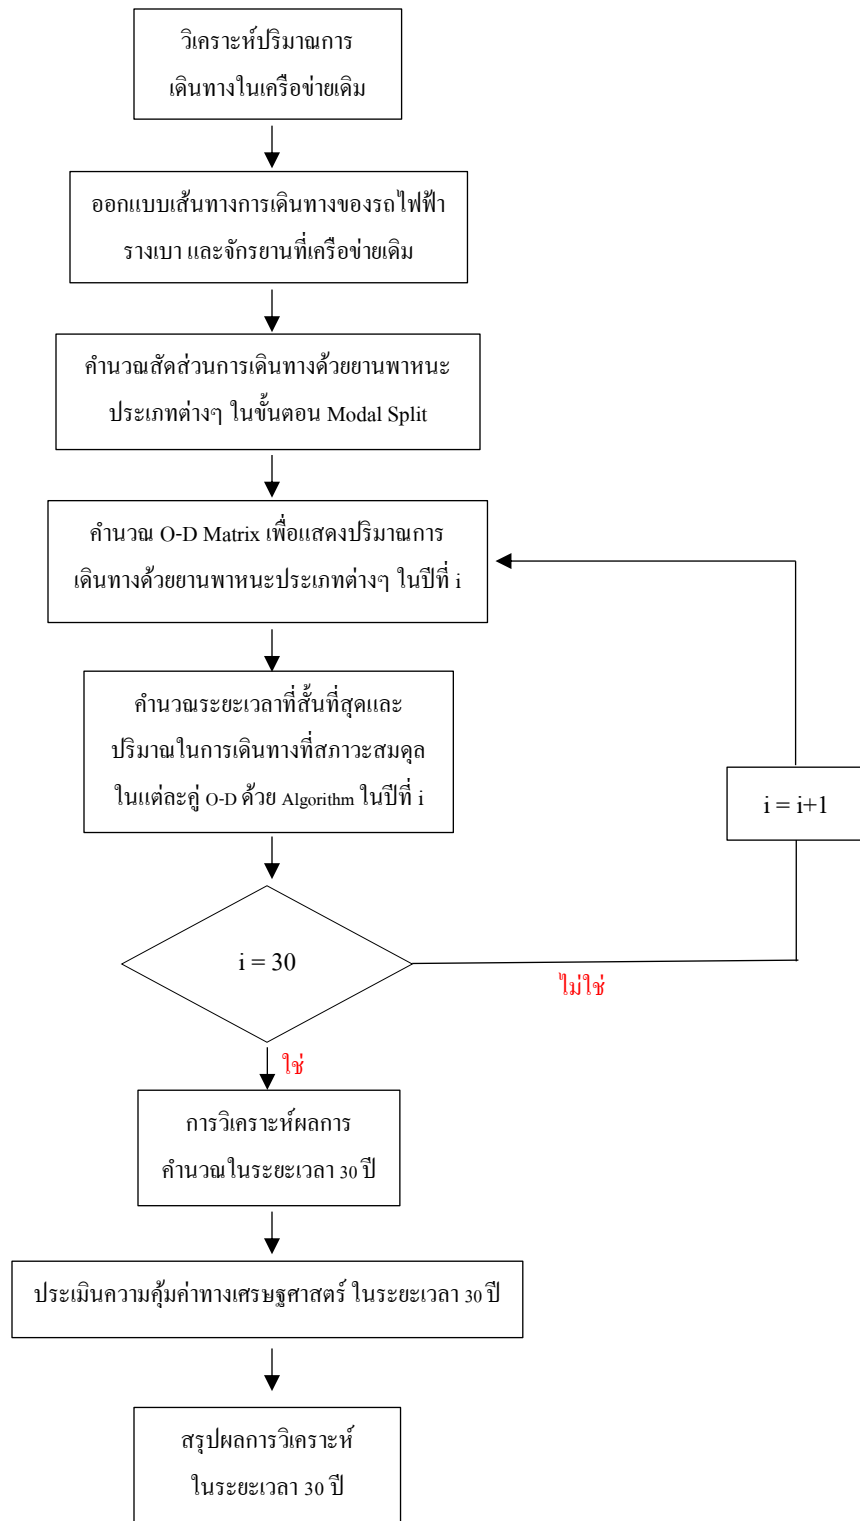 วิเคราะห์ปริมาณการ
เดินทางในเครือข่ายเดิม
ออกแบบเส้นทางการเดินทางของรถไฟฟ้า
รางเบา และจักรยานที่เครือข่ายเดิม
คำนวณสัดส่วนการเดินทางด้วยยานพาหนะ
ประเภทต่างๆ ในขั้นตอน Modal Split
คำนวณ O-D Matrix เพื่อแสดงปริมาณการ
เดินทางด้วยยานพาหนะประเภทต่างๆ ในปีที่ i
คำนวณระยะเวลาที่สั้นที่สุดและ
ปริมาณในการเดินทางที่สภาวะสมดุล
ในแต่ละคู่ O-D ด้วย Algorithm ในปีที่ i
i = i+1
i = 30
ไม่ใช่
ใช่
การวิเคราะห์ผลการ
คำนวณในระยะเวลา 30 ปี
ประเมินความคุ้มค่าทางเศรษฐศาสตร์ ในระยะเวลา 30 ปี
สรุปผลการวิเคราะห์
ในระยะเวลา 30 ปี